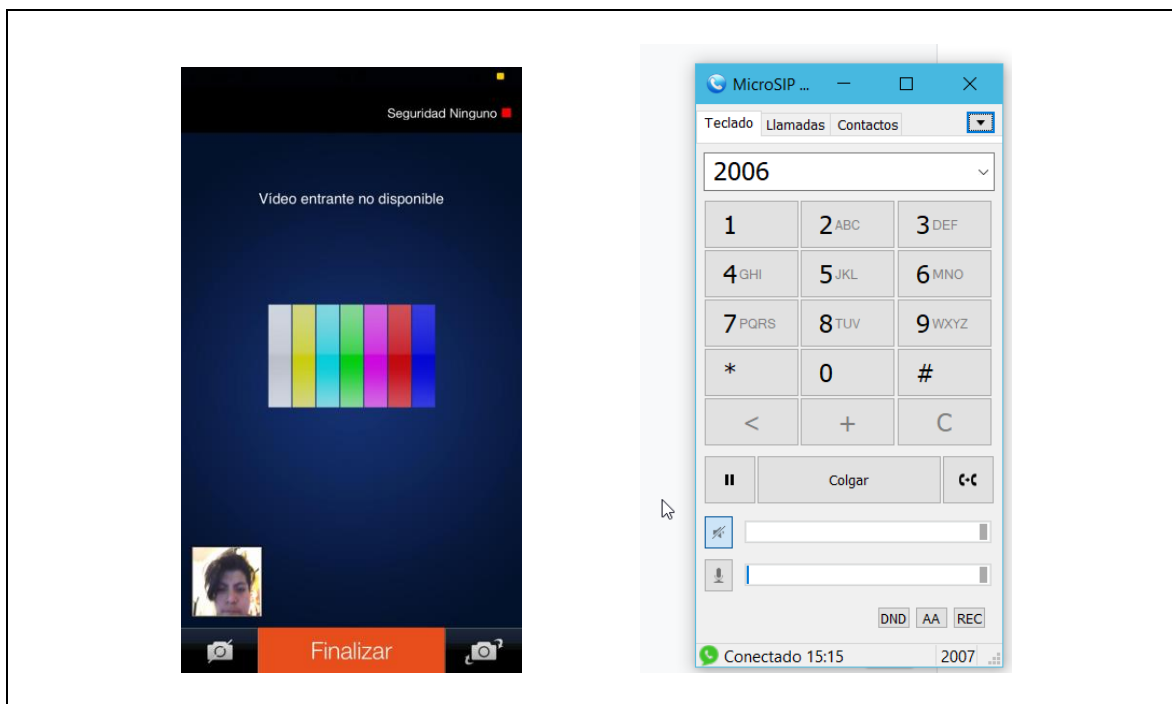 Seguridad Ninguno
Vídeo entrante no disponible
Finalizar
MicroSIP ...
Teclado Llamadas Contactos
2006
1 2 ABC 3 DEF
4 GHI 5 JKL 6 MNO
7 PQRS 8 TUV 9 WXYZ
* 0 #
< + C
Colgar
DND AA REC
Conectado 15:15 2007